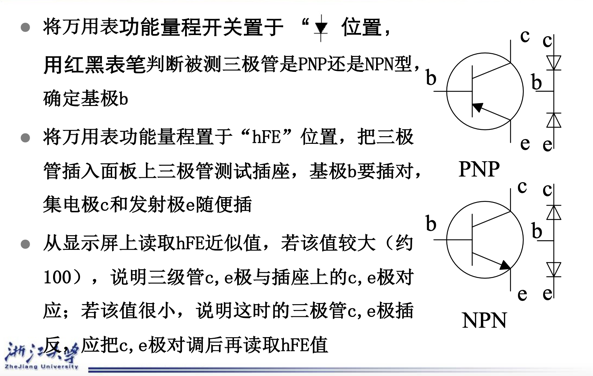 将万用表功能量程开关置于 “ 位置，
用红黑表笔判断被测三极管是PNP还是NPN型，
确定基极b
将万用表功能量程置于“hFE”位置，把三极
管插入面板上三极管测试插座，基极b要插对，
集电极c和发射极e随便插
从显示屏上读取hFE近似值，若该值较大（约
100），说明三级管c,e极与插座上的c,e极对
应；若该值很小，说明这时的三极管c,e极插
反，应把c,e极对调后再读取hFE值
c c
b b
e e
PNP
c c
b b
e e
NPN
浙江大学
ZheJiang University